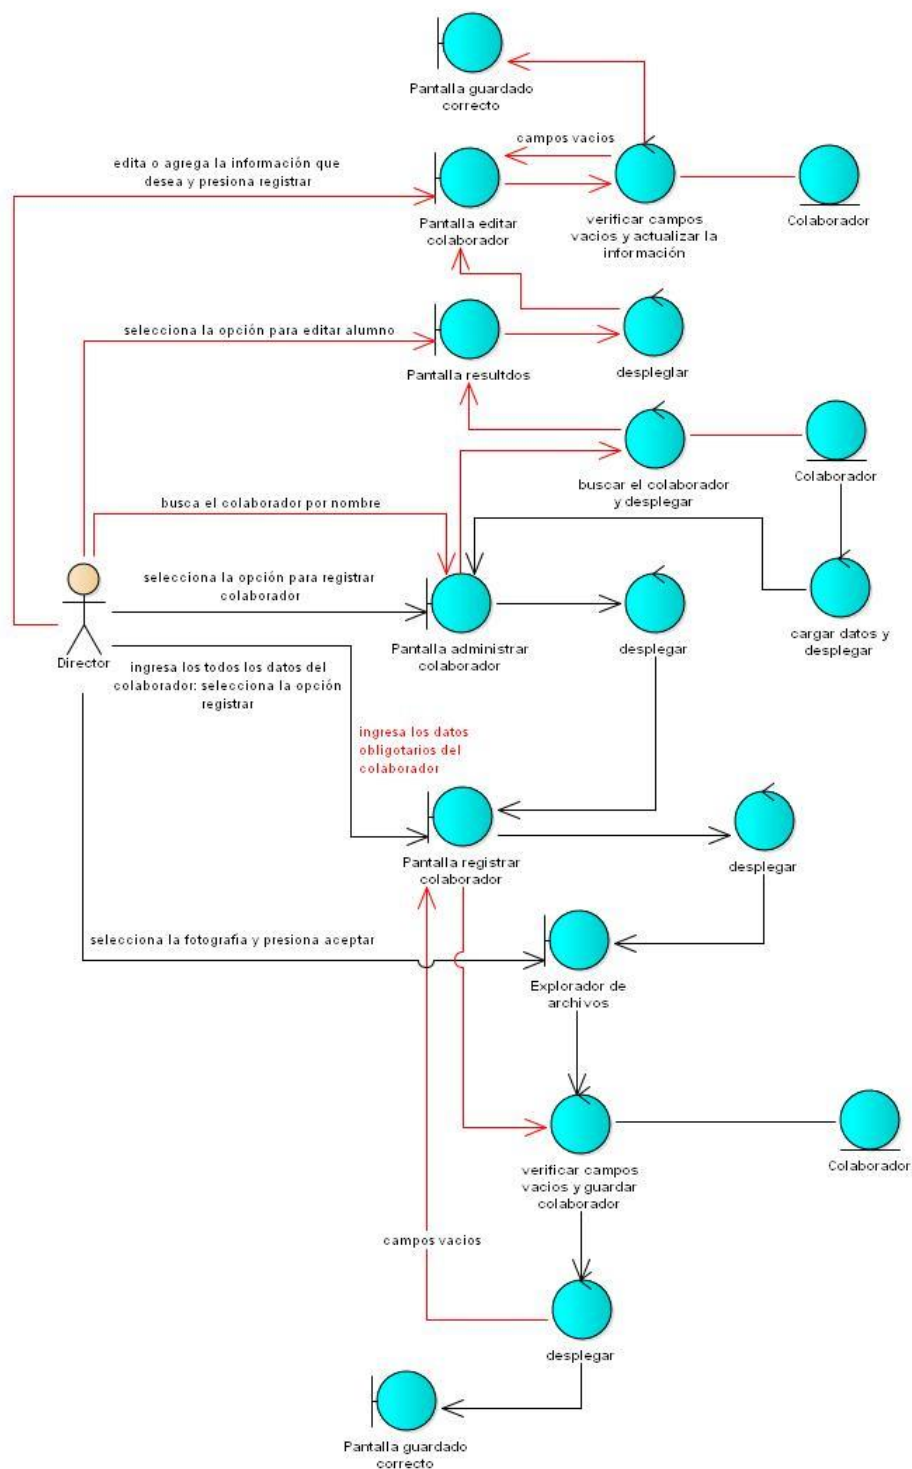 Pantalla guardado
correcto
campos vacios
edita o agrega la información que
desea y presiona registrar
Pantalla editar
colaborador
verificar campos
vacios y actualizar la
información
Colaborador
selecciona la opción para editar alumno
Pantalla resultdos
despleglar
buscar el colaborador
y desplegar
Colaborador
busca el colaborador por nombre
selecciona la opción para registrar
colaborador
Pantalla administrar
colaborador
desplegar
cargar datos y
desplegar
Director
ingresa los todos los datos del
colaborador: selecciona la opción
registrar
ingresa los datos
obligotarios del
colaborador
Pantalla registrar
colaborador
desplegar
selecciona la fotografia y presiona aceptar
Explorador de
archivos
verificar campos
vacios y guardar
colaborador
Colaborador
campos vacios
desplegar
Pantalla guardado
correcto